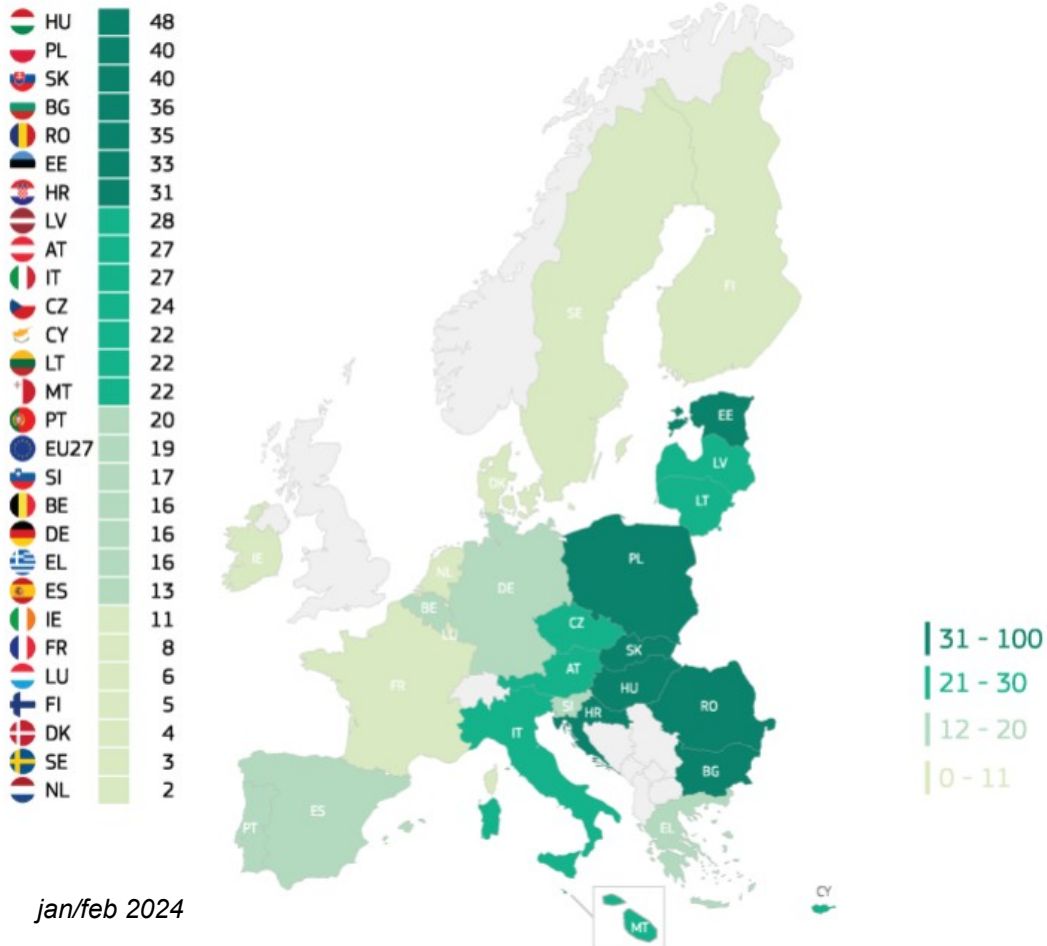 HU 48
PL 40
SK 40
BG 36
RO 35
EE 33
HR 31
LV 28
AT 27
IT 27
CZ 24
CY 22
LT 22
MT 22
PT 20
EU27 19
SI 17
BE 16
DE 16
EL 16
ES 13
IE 11
FR 8
LU 6
FI 5
DK 4
SE 3
NL 2
jan/feb 2024
FI
SE
EE
LV
LT
DK
IE
NL
PL
BE
DE
LU
CZ
SK
AT
HU
FR
SI
HR
RO
IT
BG
ES
PT
EL
CY
MT
31 - 100
21 - 30
12 - 20
0 - 11